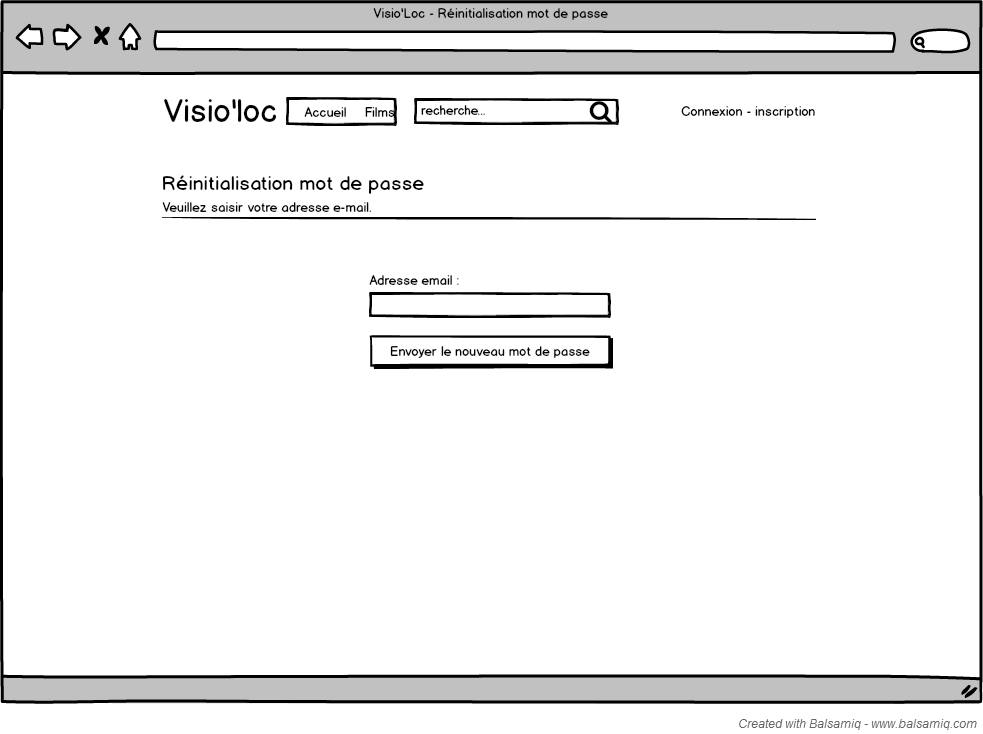 Visio'Loc - Réinitialisation mot de passe
Visio'loc Accueil Films recherche... Connexion - inscription
Réinitialisation mot de passe
Veuillez saisir votre adresse e-mail.
Adresse email :
Envoyer le nouveau mot de passe
Created with Balsamiq - www.balsamiq.com